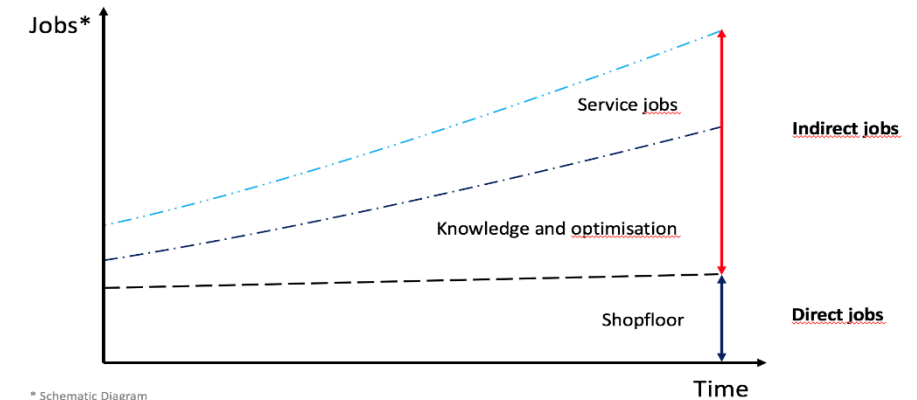 Jobs*
Service jobs
Indirect jobs
Knowledge and optimisation
Shopfloor
Direct jobs
Time
* Schematic Diagram